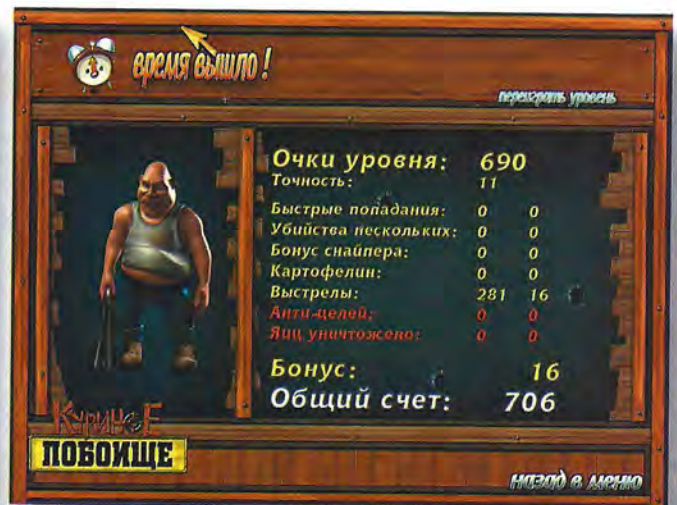 время вышло !
переиграть уровень
Очки уровня: 690
Точность: 11
Быстрые попадания: 0 0
Убийства нескольких: 0 0
Бонус снайпера: 0 0
Картофелин: 0 0
Выстрелы: 281 16
Анти-целей: 0 0
Яиц уничтожено: 0 0
Бонус: 16
Общий счет: 706
КУРИНОЕ
ПОБОИЩЕ
назад в меню